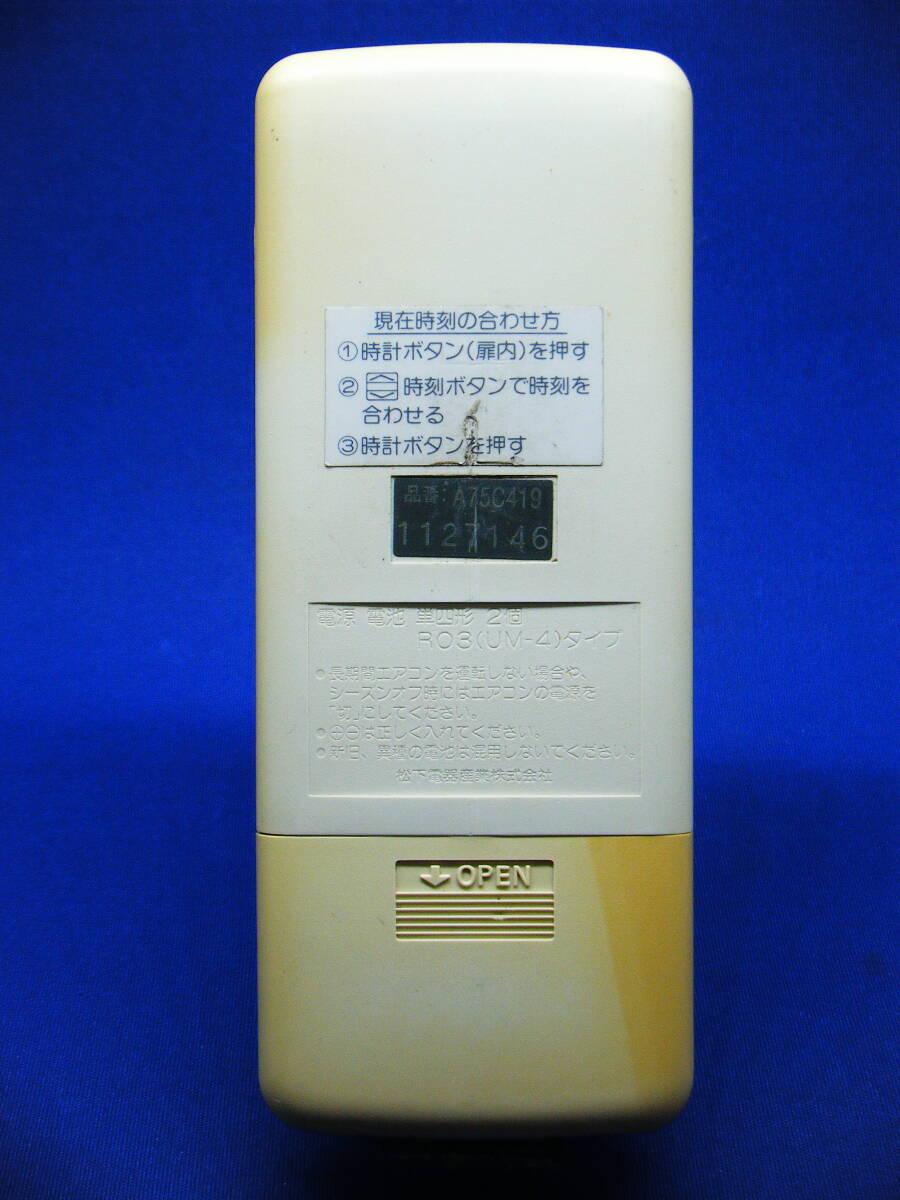 現在時刻の合わせ方
①時計ボタン(扉内)を押す
②時刻ボタンで時刻を
合わせる
③時計ボタンを押す
品番:A75C419
1127146
電源 電池 単四形 2個
R03(UM-4)タイプ
●長期間エアコンを運転しない場合や、
シーズンオフ時にはエアコンの電源を
「切」にしてください。
●⊕⊖は正しく入れてください。
●新旧、異種の電池は混用しないでください。
松下電器産業株式会社
OPEN